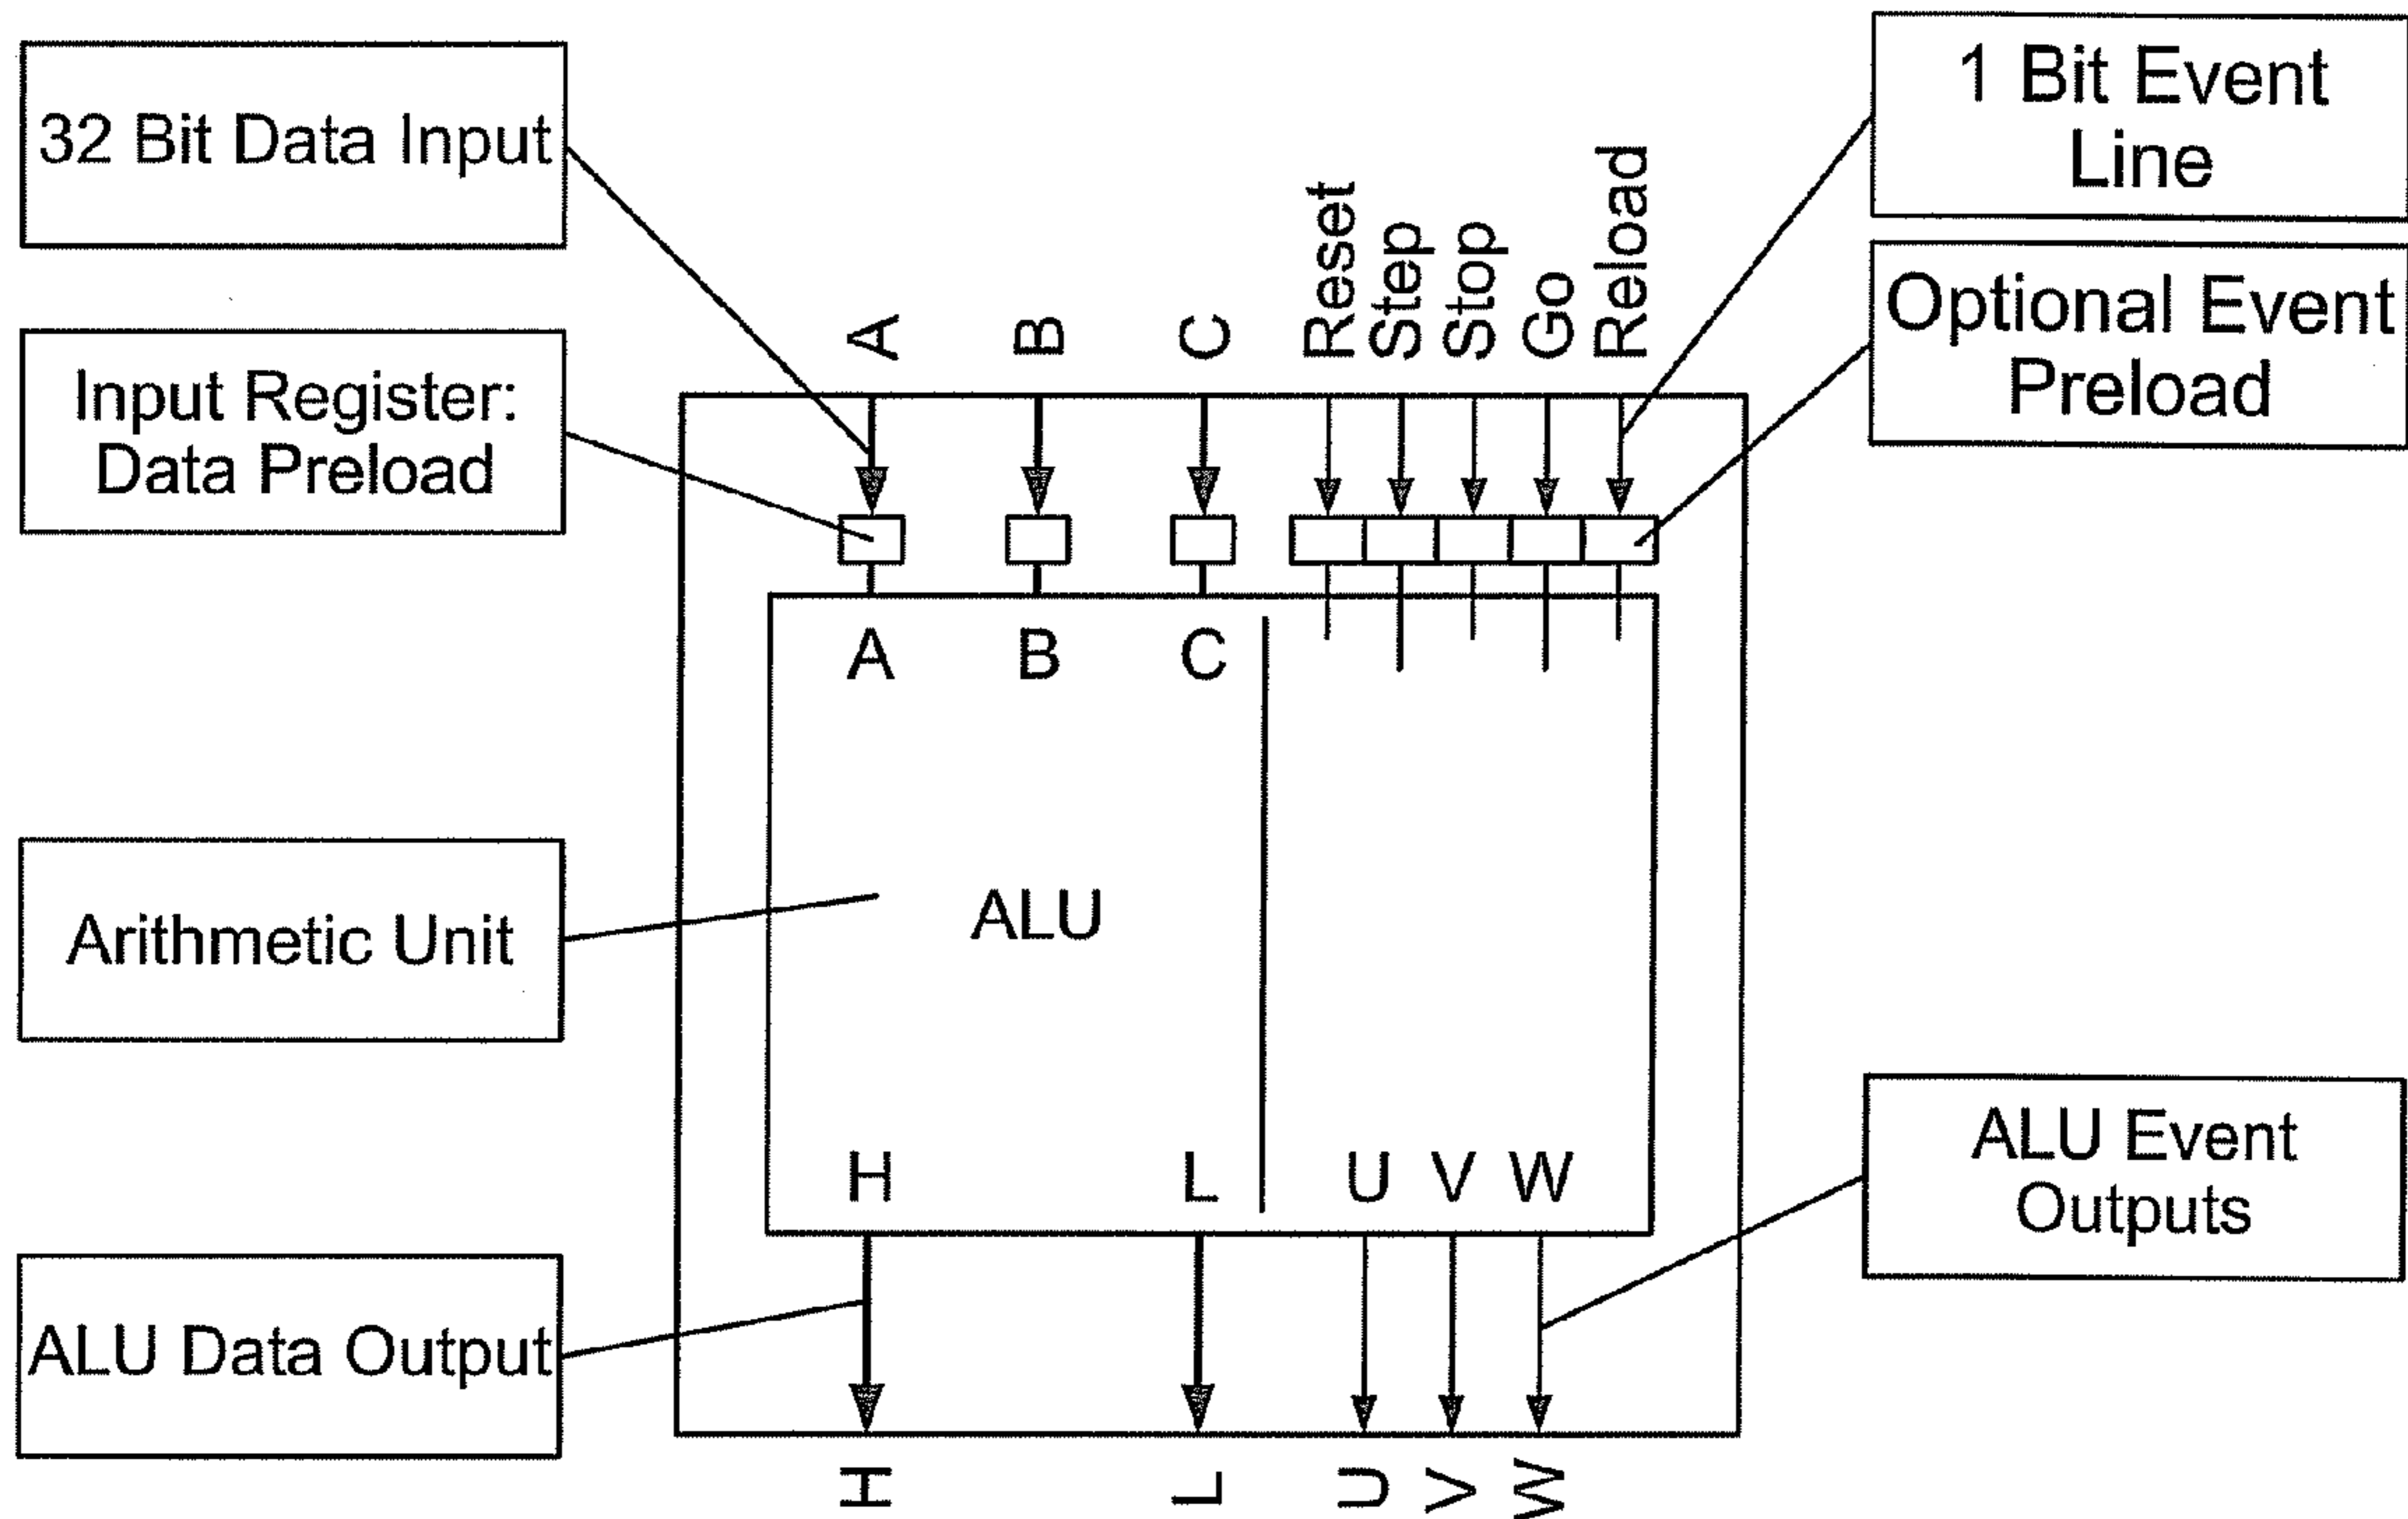 32 Bit Data Input
Input Register:
Data Preload
Arithmetic Unit
ALU Data Output
A
B
C
Reset
Step
Stop
Go
Reload
1 Bit Event
Line
Optional Event
Preload
A B C
ALU
H L U V W
ALU Event
Outputs
H
L
U
V
W